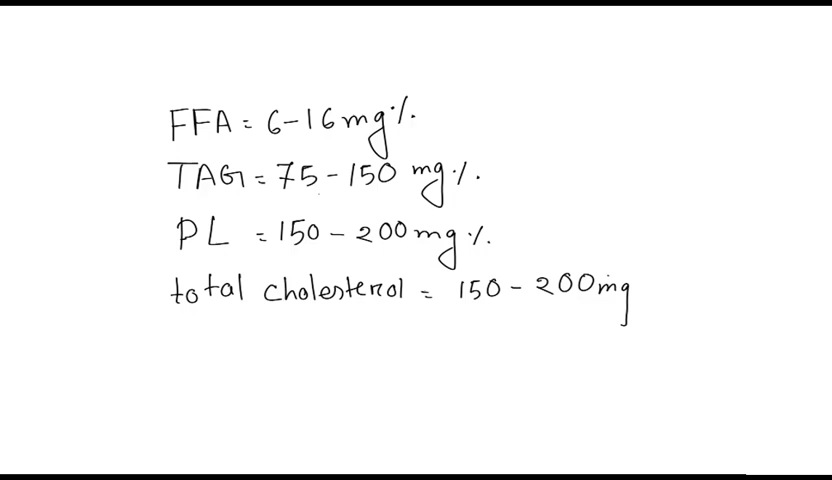 FFA = 6-16 mg%
TAG = 75-150 mg%
PL = 150-200 mg%
total cholesterol = 150-200 mg